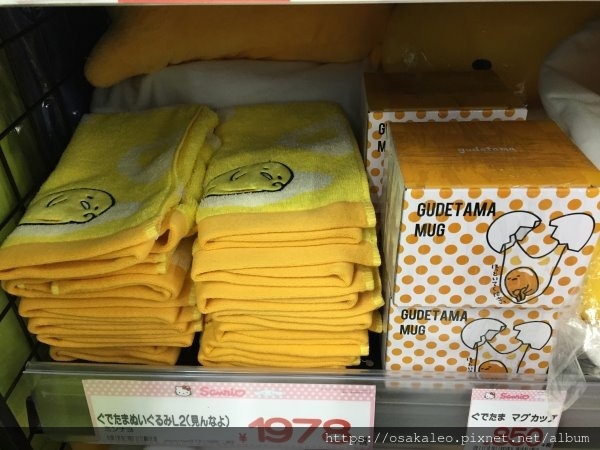 gudetama
GUDETAMA
MUG
GUDETAMA
MUG
Sanrio
ぐでたまぬいぐるみL2(見んなよ)
¥1978
Sanrio
ぐでたま マグカップ
https://osakaleo.pixnet.net/album